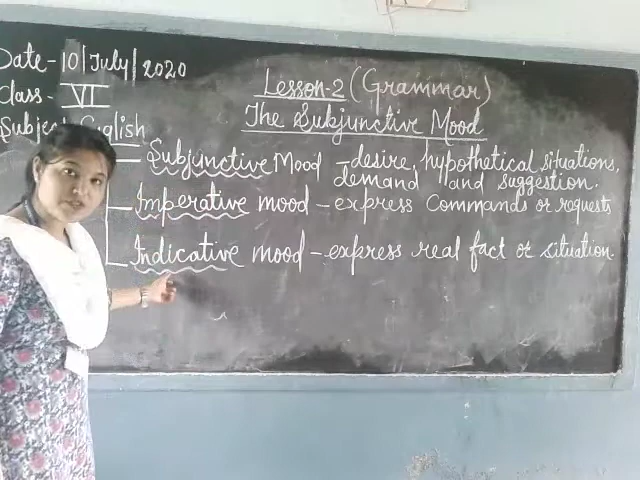 Date - 10/July/2020
Class - VI
Subject English
Lesson-2 (Grammar)
The Subjunctive Mood
Subjunctive Mood - desire, hypothetical situations,
demand and suggestion.
Imperative mood - express Commands or requests
Indicative mood - express real fact or situation.